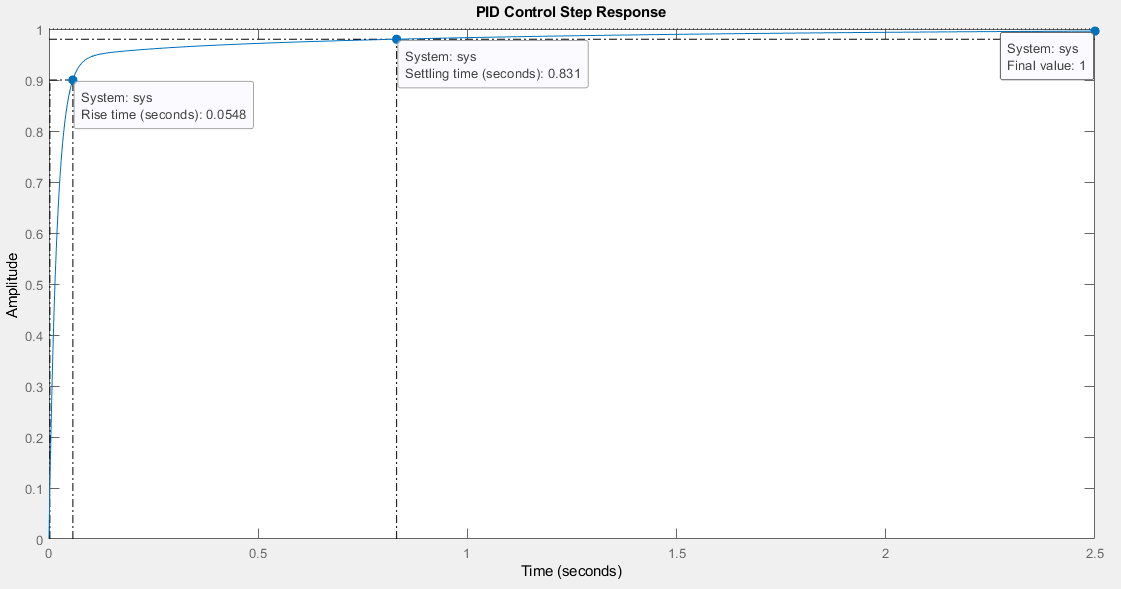 PID Control Step Response
1
0.9
0.8
0.7
0.6
0.5
0.4
0.3
0.2
0.1
0
Amplitude
System: sys
Rise time (seconds): 0.0548
System: sys
Settling time (seconds): 0.831
System: sys
Final value: 1
0 0.5 1 1.5 2 2.5
Time (seconds)